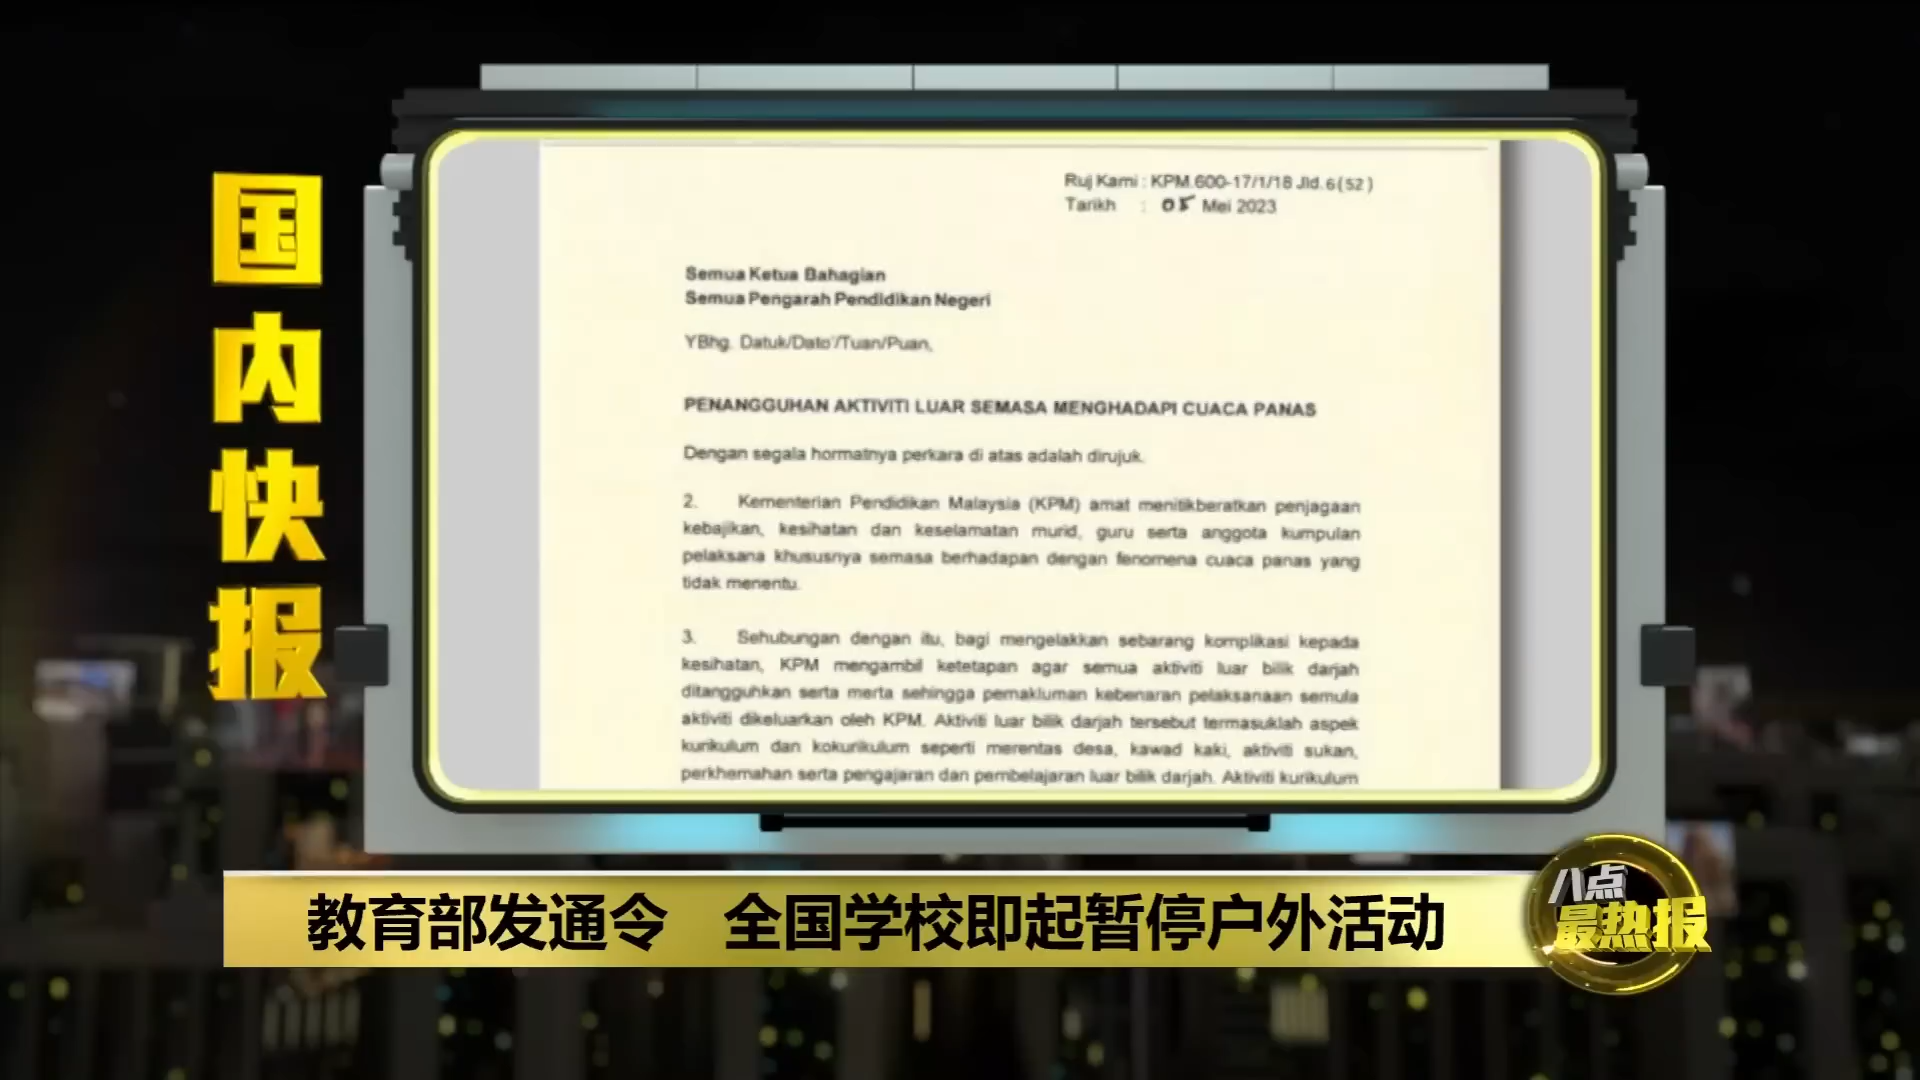 国内快报
Ruj Kami : KPM.600-17/1/18 Jld.6(52)
Tarikh : 05 Mei 2023
Semua Ketua Bahagian
Semua Pengarah Pendidikan Negeri
YBhg. Datuk/Dato'/Tuan/Puan,
PENANGGUHAN AKTIVITI LUAR SEMASA MENGHADAPI CUACA PANAS
Dengan segala hormatnya perkara di atas adalah dirujuk.
2. Kementerian Pendidikan Malaysia (KPM) amat menitikberatkan penjagaan
kebajikan, kesihatan dan keselamatan murid, guru serta anggota kumpulan
pelaksana khususnya semasa berhadapan dengan fenomena cuaca panas yang
tidak menentu.
3. Sehubungan dengan itu, bagi mengelakkan sebarang komplikasi kepada
kesihatan, KPM mengambil ketetapan agar semua aktiviti luar bilik darjah
ditangguhkan serta merta sehingga pemakluman kebenaran pelaksanaan semula
aktiviti dikeluarkan oleh KPM. Aktiviti luar bilik darjah tersebut termasuklah aspek
kurikulum dan kokurikulum seperti merentas desa, kawad kaki, aktiviti sukan,
perkhemahan serta pengajaran dan pembelajaran luar bilik darjah. Aktiviti kurikulum
教育部发通令 全国学校即起暂停户外活动
八点
最热报